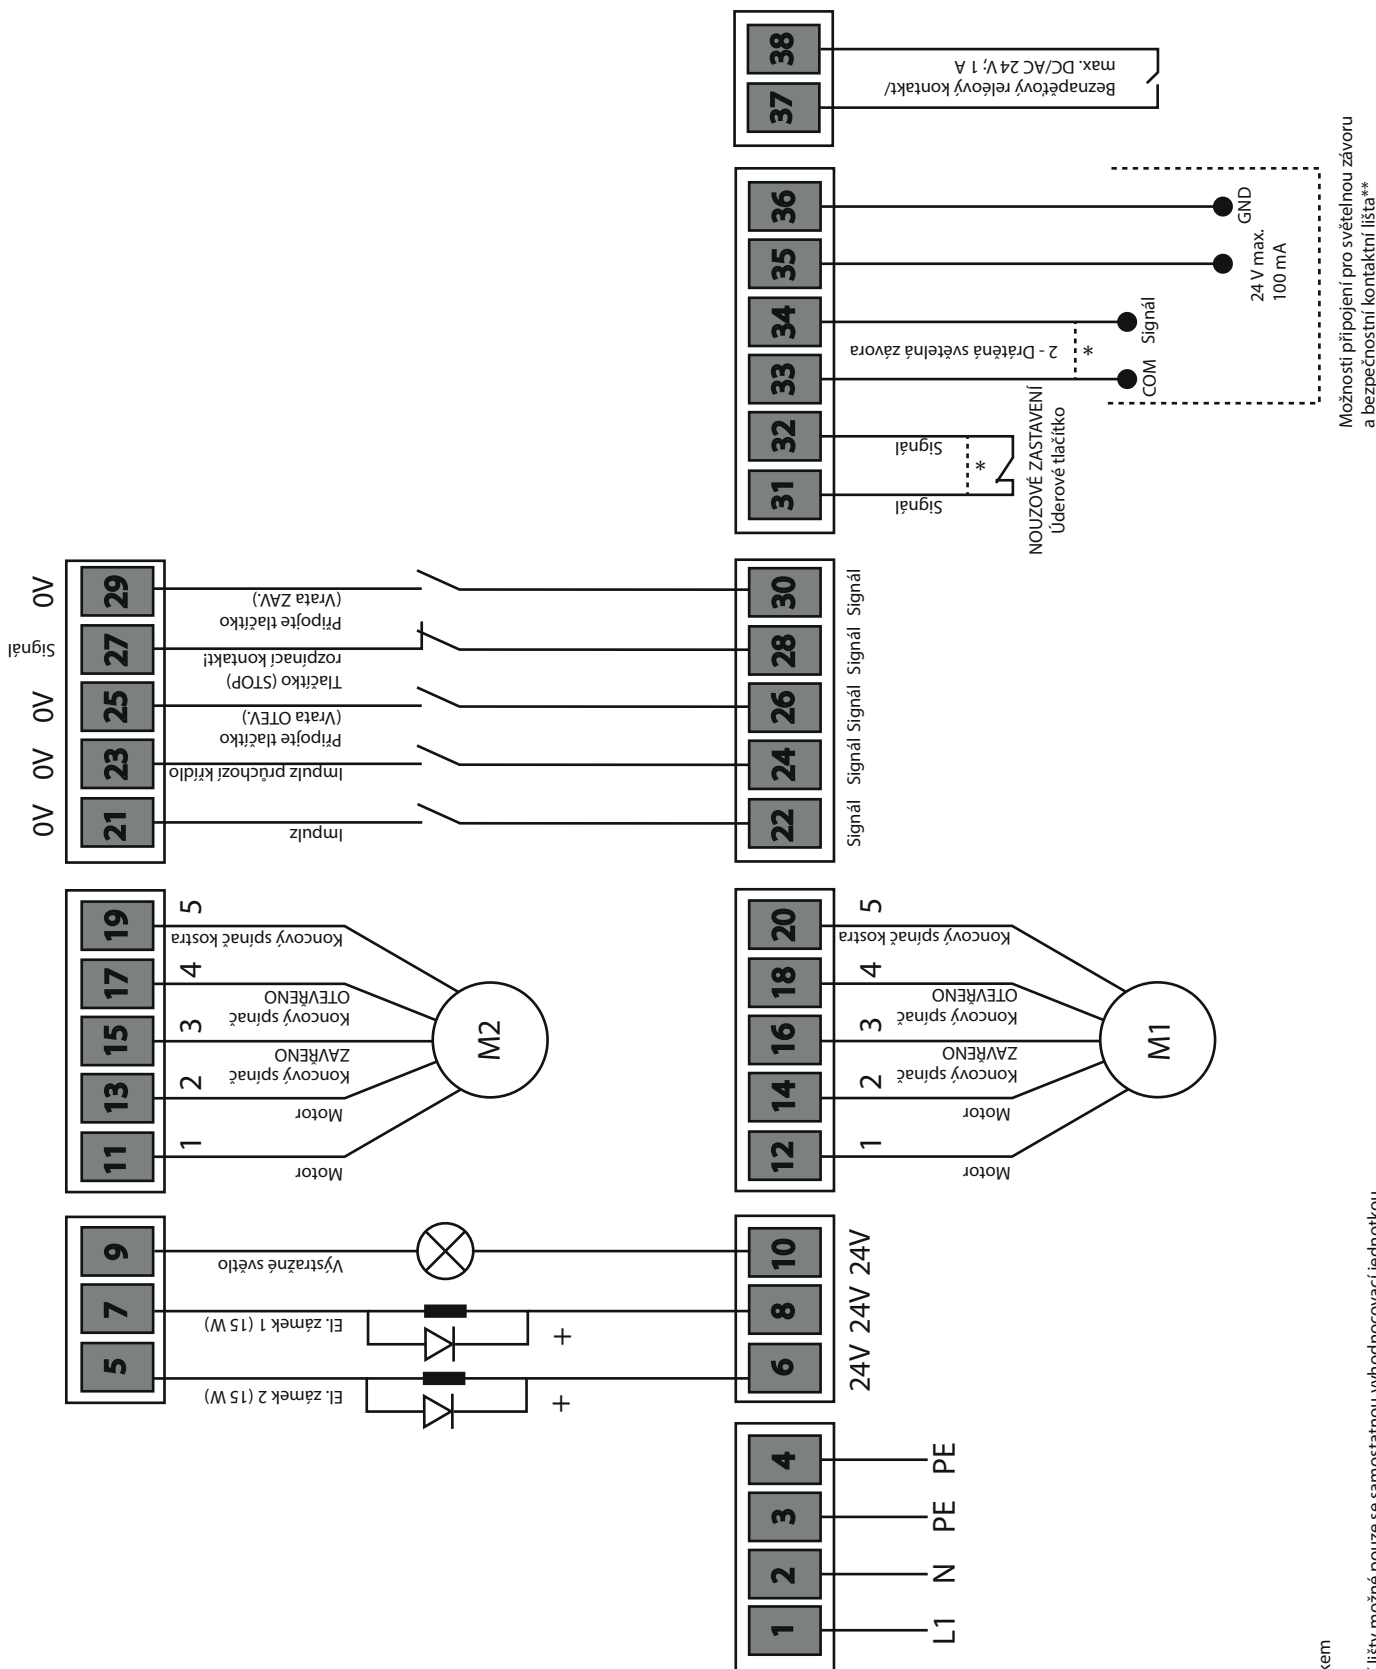 1
2
3
4
L1
N
PE
PE
5
7
9
El. zámek 2 (15 W)
El. zámek 1 (15 W)
Výstražné světlo
+
+
6
8
10
24V 24V 24V
11
13
15
17
19
1
2
3
4
5
Motor
Motor
Koncový spínač
ZAVŘENO
Koncový spínač
OTEVŘENO
Koncový spínač kostra
M2
12
14
16
18
20
1
2
3
4
5
Motor
Motor
Koncový spínač
ZAVŘENO
Koncový spínač
OTEVŘENO
Koncový spínač kostra
M1
0V
0V
0V
Signál
0V
21
23
25
27
29
Impulz
Impulz průchozí křídlo
Připojte tlačítko
(Vrata OTEV.)
Tlačítko (STOP)
rozpínací kontakt!
Připojte tlačítko
(Vrata ZAV.)
22
24
26
28
30
Signál
Signál
Signál
Signál
Signál
31
32
33
34
35
36
Signál
Signál
*
NOUZOVÉ ZASTAVENÍ
Úderové tlačítko
2 - Drátěná světelná závora
*
COM
Signál
24 V max.
100 mA
GND
Možnosti připojení pro světelnou závoru
a bezpečnostní kontaktní lišta**
37
38
Beznapěťový reléový kontakt/
max. DC/AC 24 V; 1 A
lišty možné pouze se samostatnou vyhodnocovací jednotkou